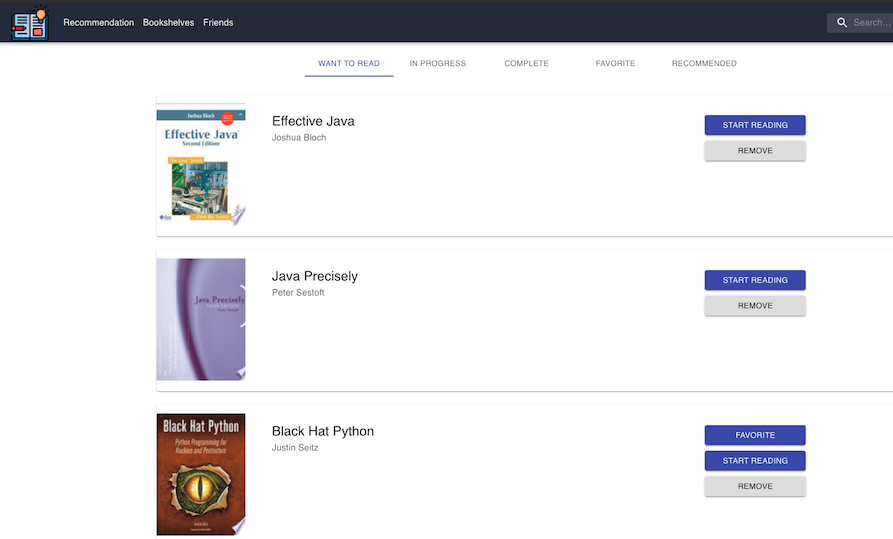 Recommendation Bookshelves Friends
Search...
WANT TO READ IN PROGRESS COMPLETE FAVORITE RECOMMENDED
Joshua Bloch
Effective Java
Second Edition
Effective Java
Joshua Bloch
START READING
REMOVE
Java Precisely
Peter Sestoft
Java Precisely
Peter Sestoft
START READING
REMOVE
Black Hat Python
Python Programming for
Hackers and Pentesters
Justin Seitz
Black Hat Python
Justin Seitz
FAVORITE
START READING
REMOVE